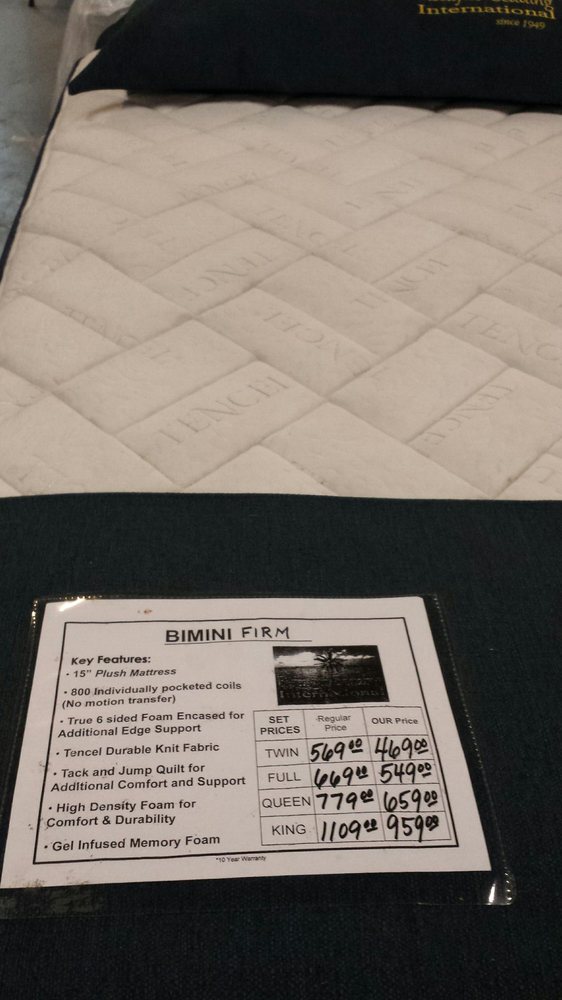 International
since 1949
TENCEL
TENCEL
TENCEL
TENCEL
TENCEL
BIMINI FIRM
Key Features:
· 15" Plush Mattress
· 800 Individually pocketed coils
(No motion transfer)
· True 6 sided Foam Encased for
Additional Edge Support
· Tencel Durable Knit Fabric
· Tack and Jump Quilt for
Additional Comfort and Support
· High Density Foam for
Comfort & Durability
· Gel Infused Memory Foam
International
SET PRICES Regular Price OUR Price
TWIN 569.00 469.00
FULL 669.00 549.00
QUEEN 779.00 659.00
KING 1109.00 959.00
*10 Year Warranty